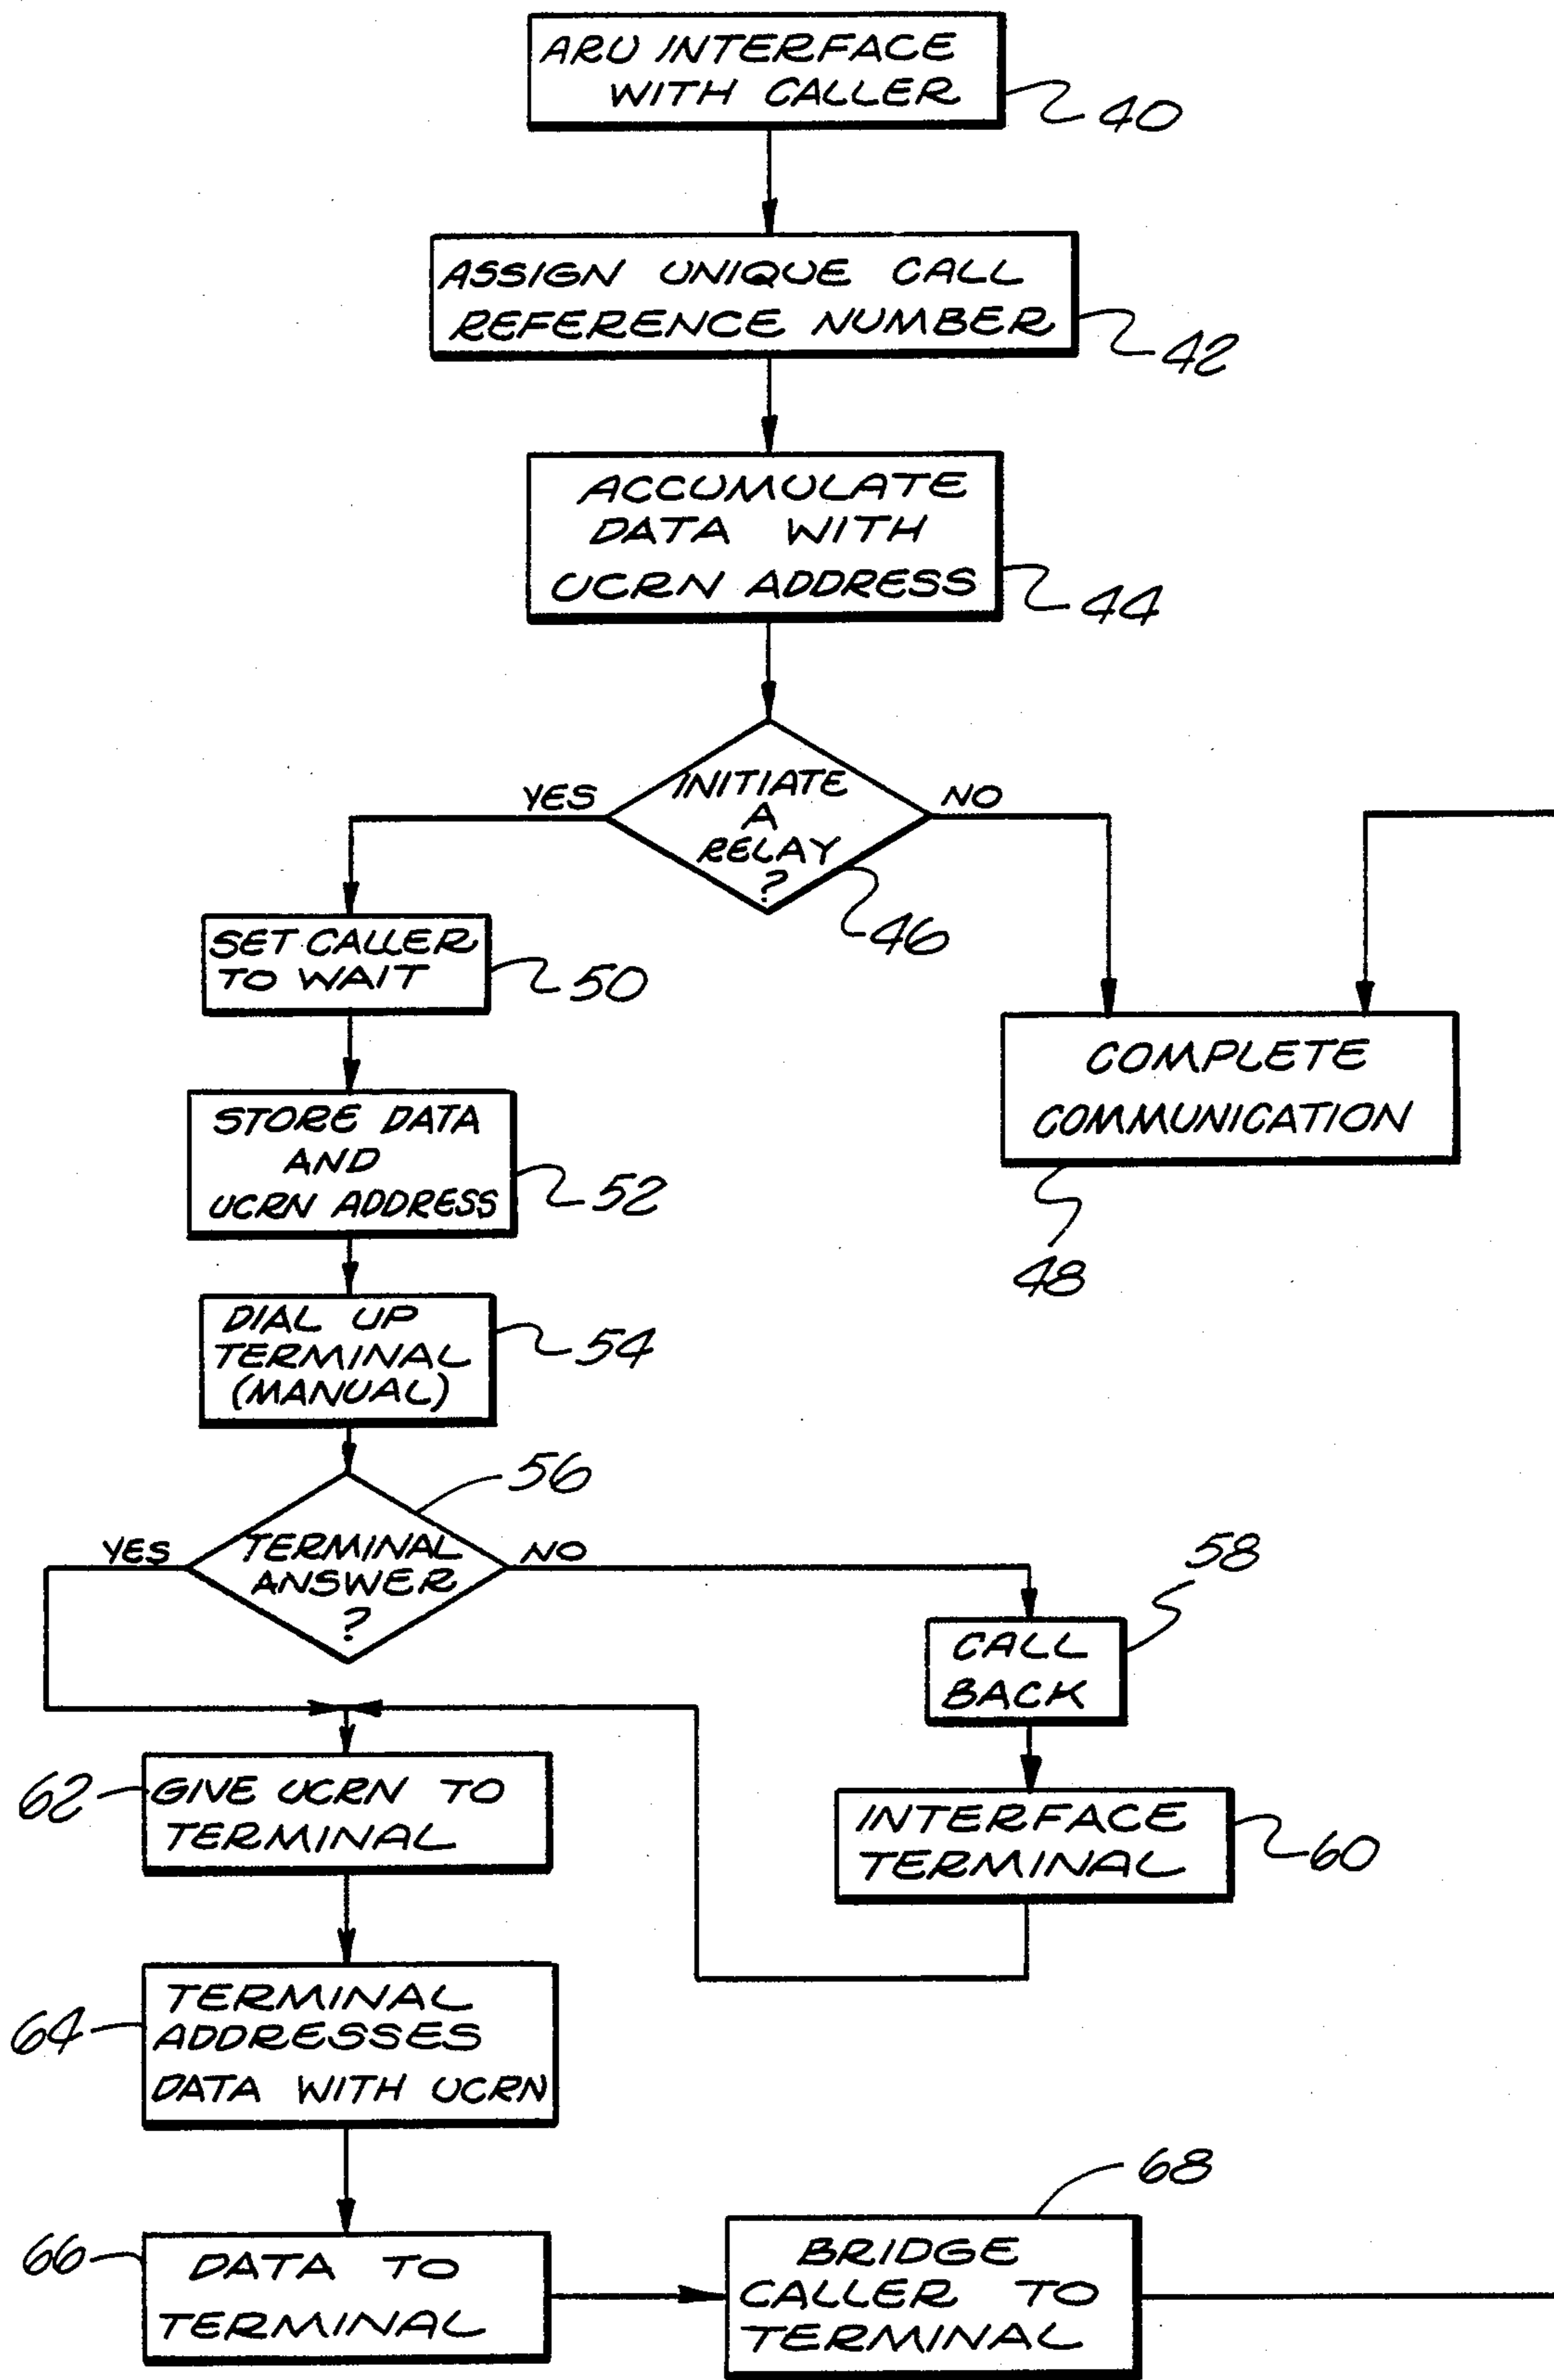 ARU INTERFACE
WITH CALLER
40
ASSIGN UNIQUE CALL
REFERENCE NUMBER
42
ACCUMULATE
DATA WITH
UCRN ADDRESS
44
INITIATE
A
RELAY
?
YES
NO
46
SET CALLER
TO WAIT
50
COMPLETE
COMMUNICATION
48
STORE DATA
AND
UCRN ADDRESS
52
DIAL UP
TERMINAL
(MANUAL)
54
56
TERMINAL
ANSWER
?
YES
NO
58
CALL
BACK
INTERFACE
TERMINAL
60
62
GIVE UCRN TO
TERMINAL
64
TERMINAL
ADDRESSES
DATA WITH UCRN
66
DATA TO
TERMINAL
68
BRIDGE
CALLER TO
TERMINAL